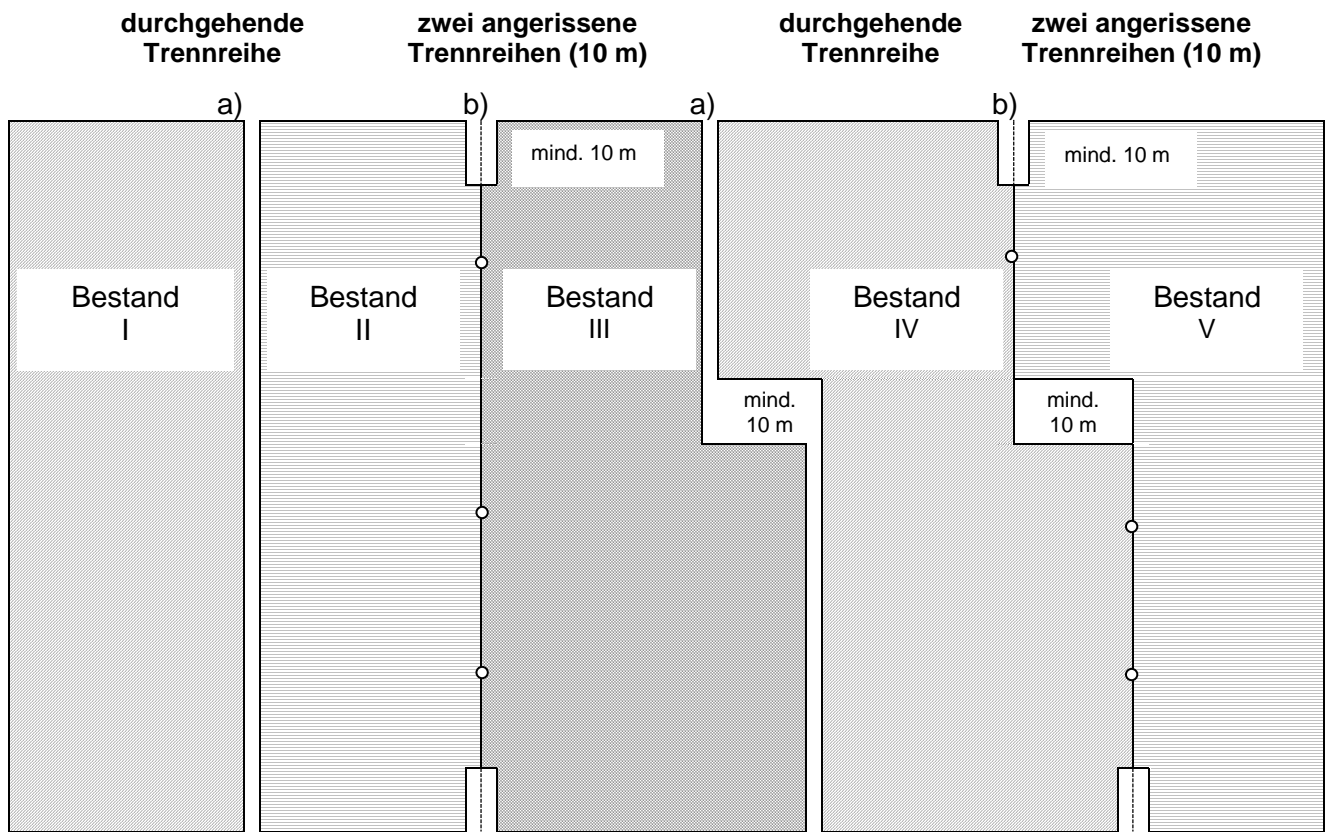 durchgehende
Trennreihe
zwei angerissene
Trennreihen (10 m)
durchgehende
Trennreihe
zwei angerissene
Trennreihen (10 m)
a)
b)
a)
b)
mind. 10 m
mind. 10 m
Bestand
I
Bestand
II
Bestand
III
Bestand
IV
Bestand
V
mind.
10 m
mind.
10 m